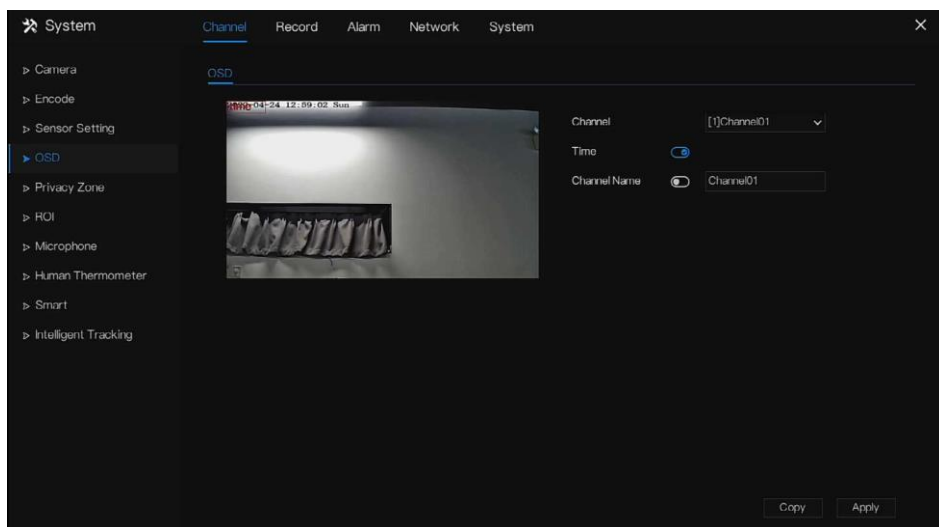 System
Channel Record Alarm Network System
Camera
Encode
Sensor Setting
OSD
Privacy Zone
ROI
Microphone
Human Thermometer
Smart
Intelligent Tracking
OSD
04-24 12:59:02 Sun
Channel [1]Channel01
Time
Channel Name Channel01
Copy Apply